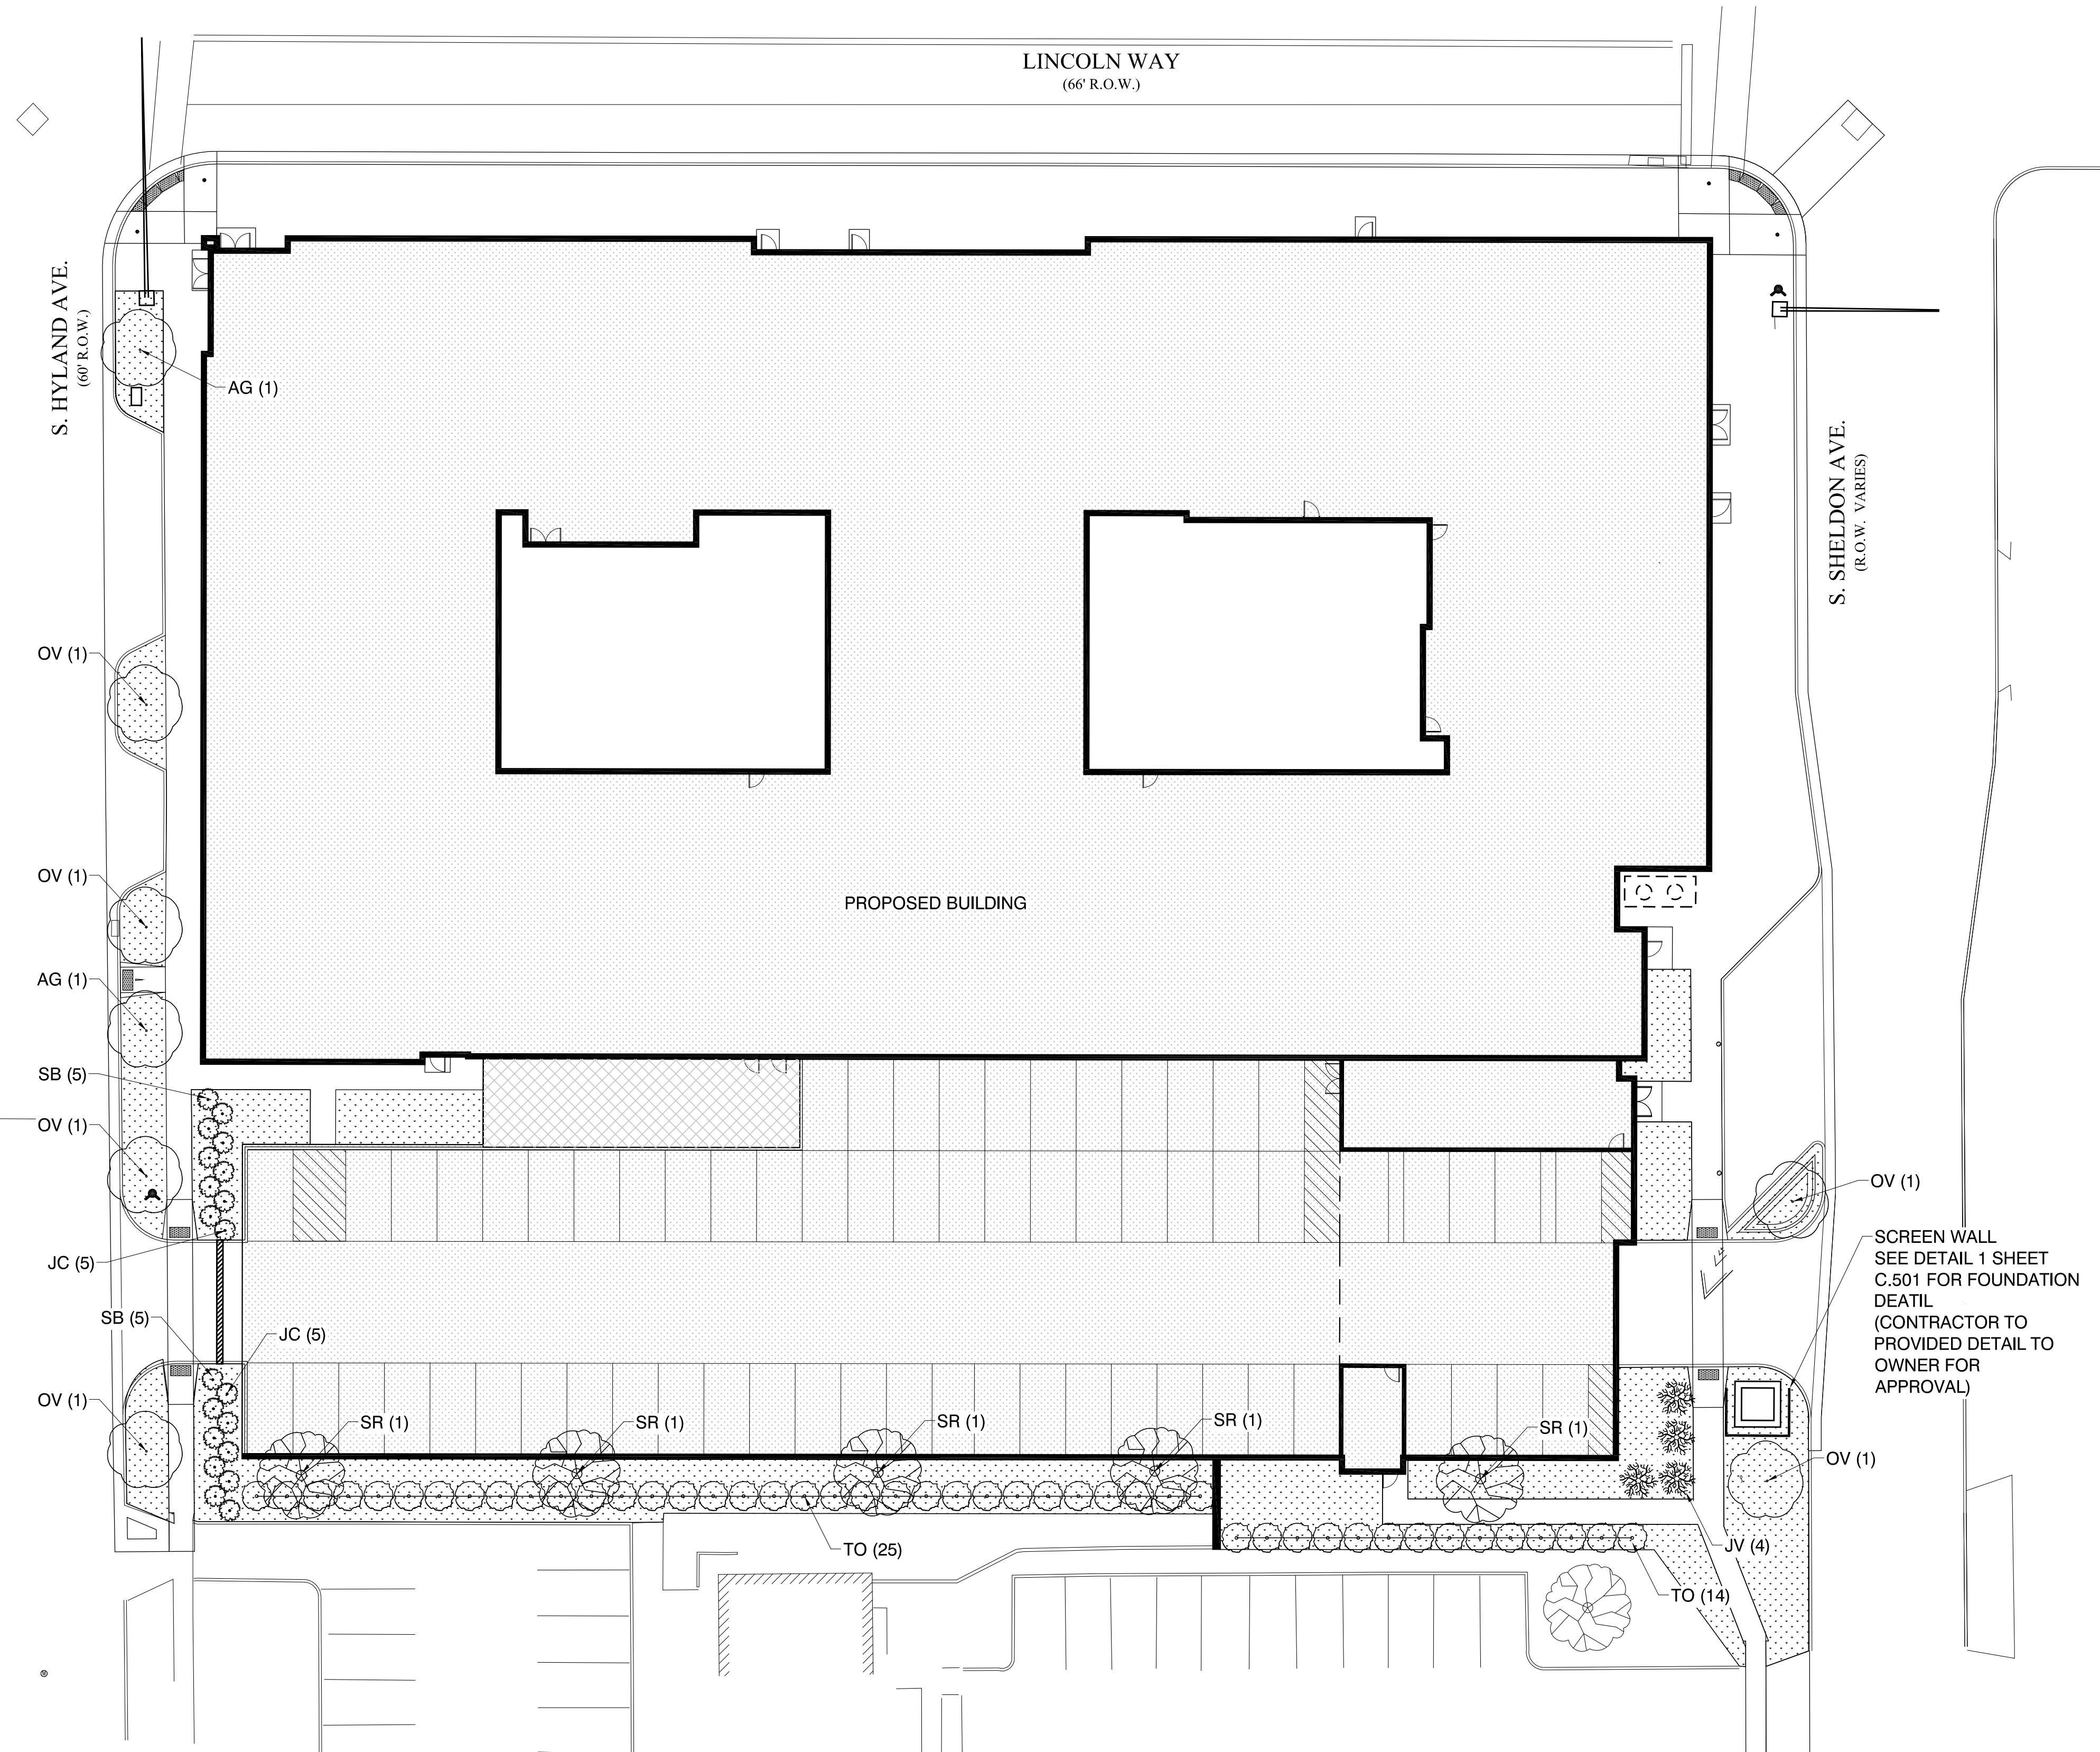 LINCOLN WAY
(66' R.O.W.)
S. HYLAND AVE.
(60' R.O.W.)
AG (1)
S. SHELDON AVE.
(R.O.W. VARIES)
OV (1)
OV (1)
PROPOSED BUILDING
AG (1)
SB (5)
OV (1)
OV (1)
SCREEN WALL
SEE DETAIL 1 SHEET
C.501 FOR FOUNDATION
DEATIL
(CONTRACTOR TO
PROVIDED DETAIL TO
OWNER FOR
APPROVAL)
JC (5)
SB (5)
JC (5)
OV (1)
SR (1)
SR (1)
SR (1)
SR (1)
SR (1)
OV (1)
TO (25)
JV (4)
TO (14)